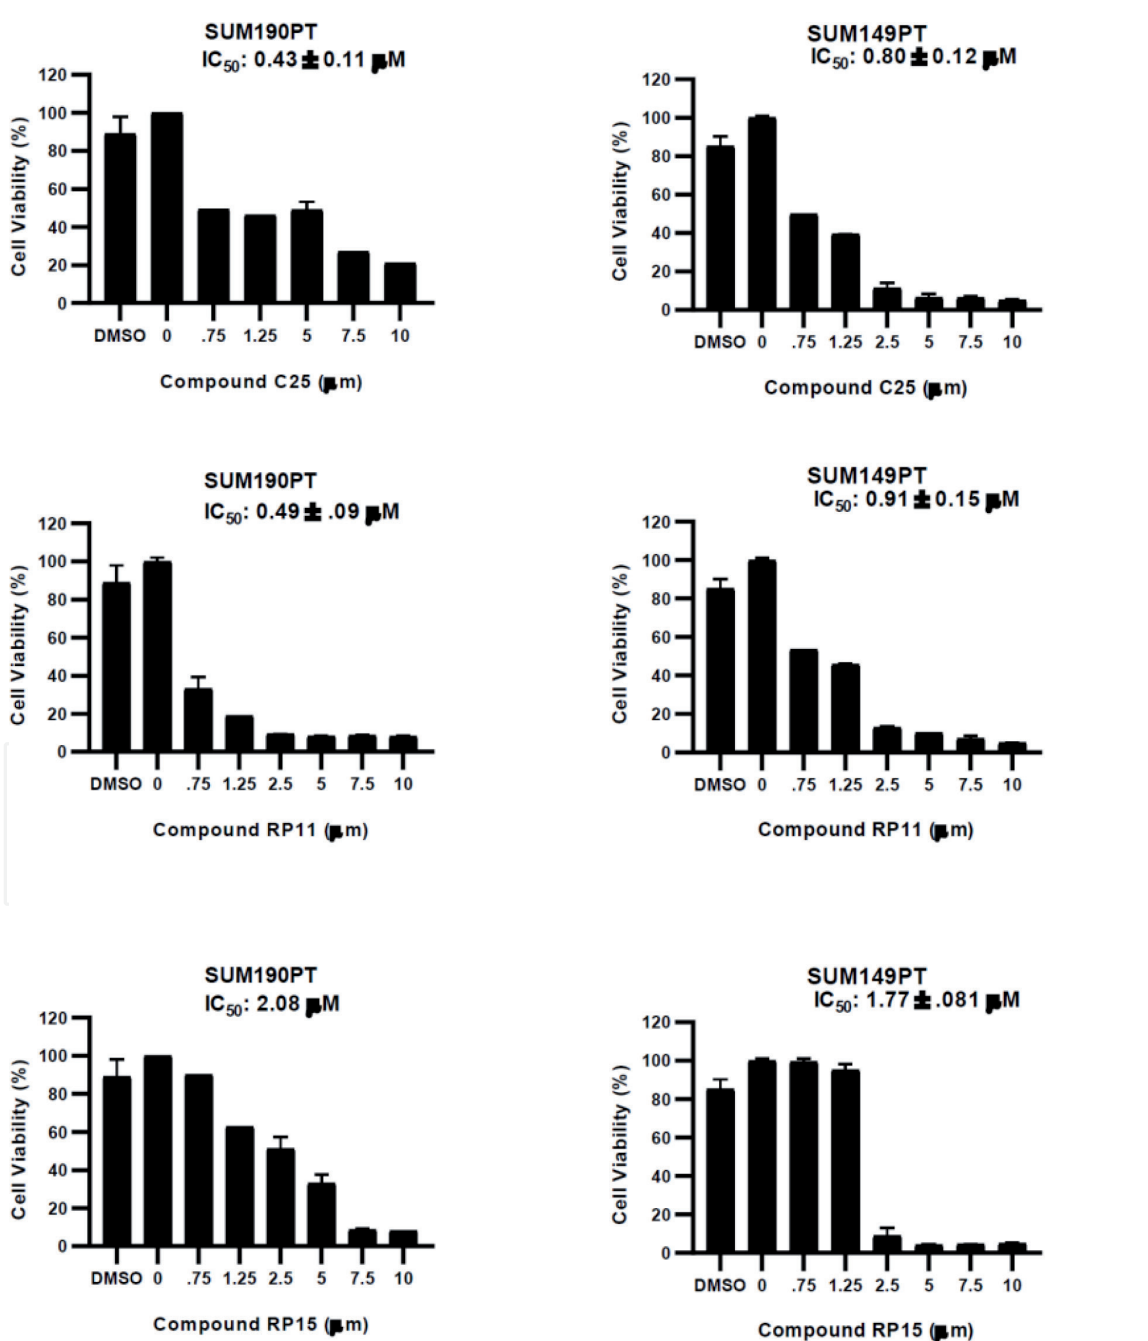 SUM190PT
IC50: 0.43 ± 0.11 μM
120
100
80
60
40
20
0
Cell Viability (%)
DMSO 0 .75 1.25 5 7.5 10
Compound C25 (μm)
SUM149PT
IC50: 0.80 ± 0.12 μM
120
100
80
60
40
20
0
Cell Viability (%)
DMSO 0 .75 1.25 2.5 5 7.5 10
Compound C25 (μm)
SUM190PT
IC50: 0.49 ± .09 μM
120
100
80
60
40
20
0
Cell Viability (%)
DMSO 0 .75 1.25 2.5 5 7.5 10
Compound RP11 (μm)
SUM149PT
IC50: 0.91 ± 0.15 μM
120
100
80
60
40
20
0
Cell Viability (%)
DMSO 0 .75 1.25 2.5 5 7.5 10
Compound RP11 (μm)
SUM190PT
IC50: 2.08 μM
120
100
80
60
40
20
0
Cell Viability (%)
DMSO 0 .75 1.25 2.5 5 7.5 10
Compound RP15 (μm)
SUM149PT
IC50: 1.77 ± .081 μM
120
100
80
60
40
20
0
Cell Viability (%)
DMSO 0 .75 1.25 2.5 5 7.5 10
Compound RP15 (μm)